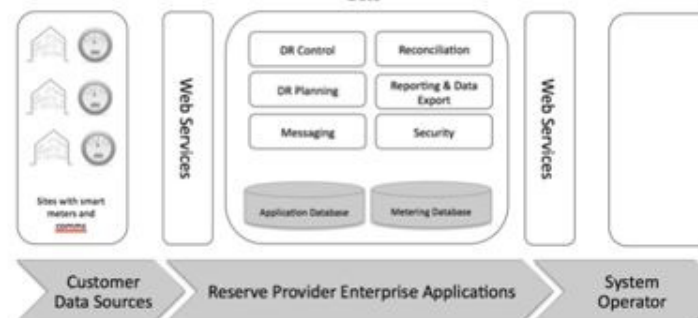 DR Control
Reconciliation
DR Planning
Reporting & Data
Export
Messaging
Security
Web Services
Web Services
Sites with smart
meters and
comms
Application Database
Metering Database
Customer
Data Sources
Reserve Provider Enterprise Applications
System
Operator